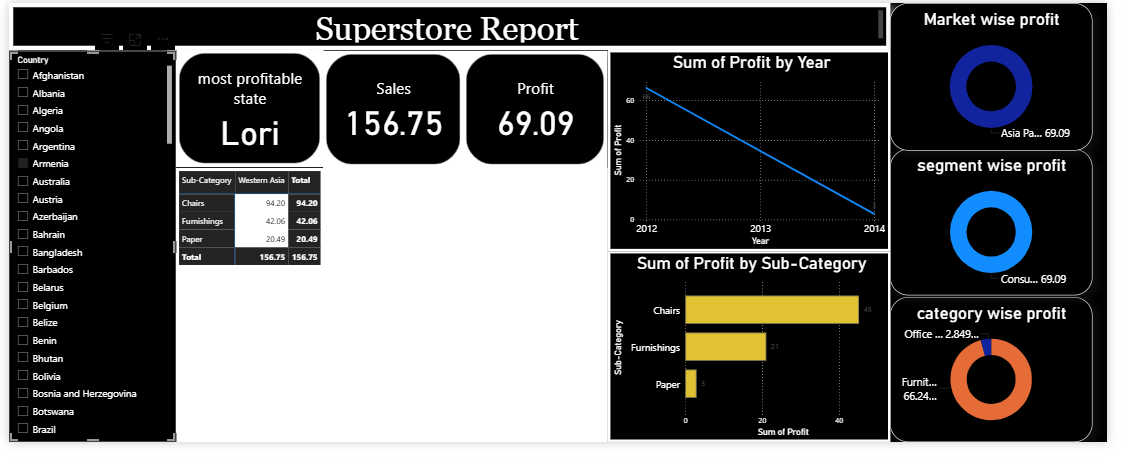 Superstore Report
Country
Afghanistan
Albania
Algeria
Angola
Argentina
Armenia
Australia
Austria
Azerbaijan
Bahrain
Bangladesh
Barbados
Belarus
Belgium
Belize
Benin
Bhutan
Bolivia
Bosnia and Herzegovina
Botswana
Brazil
most profitable
state
Lori
Sales
156.75
Profit
69.09
Sub-Category Western Asia Total
Chairs 94.20 94.20
Furnishings 42.06 42.06
Paper 20.49 20.49
Total 156.75 156.75
Sum of Profit by Year
Sum of Profit
60
40
20
0
66
2012 2013 2014
Year
Sum of Profit by Sub-Category
Sub-Category
Chairs 45
Furnishings 21
Paper 3
0 20 40
Sum of Profit
Market wise profit
Asia Pa... 69.09
segment wise profit
Consu... 69.09
category wise profit
Office ... 2.849...
Furnit...
66.24...